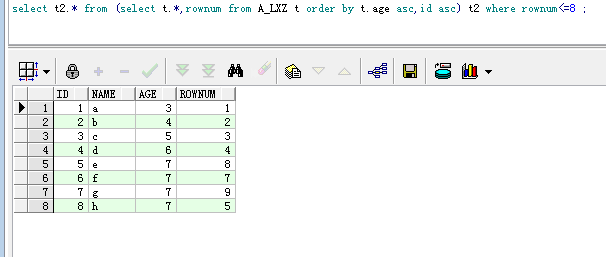 select t2.* from (select t.*,rownum from A_LXZ t order by t.age asc,id asc) t2 where rownum<=8 ;
ID NAME AGE ROWNUM
1 1 a 3 1
2 2 b 4 2
3 3 c 5 3
4 4 d 6 4
5 5 e 7 8
6 6 f 7 7
7 7 g 7 9
8 8 h 7 5